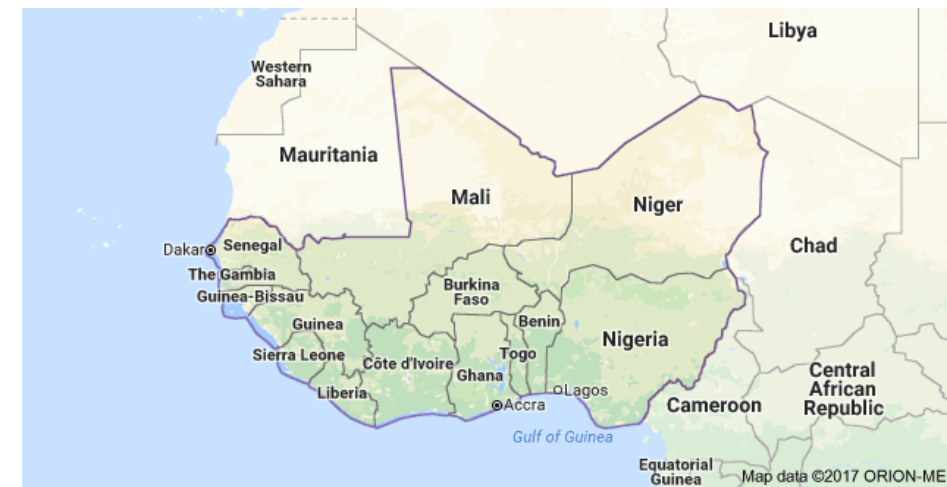 Libya
Western
Sahara
Mauritania
Mali
Niger
Chad
Dakar
Senegal
The Gambia
Guinea-Bissau
Burkina
Faso
Guinea
Benin
Nigeria
Sierra Leone
Côte d'Ivoire
Togo
Ghana
Liberia
Lagos
Accra
Cameroon
Central
African
Republic
Gulf of Guinea
Equatorial
Guinea
Map data ©2017 ORION-ME